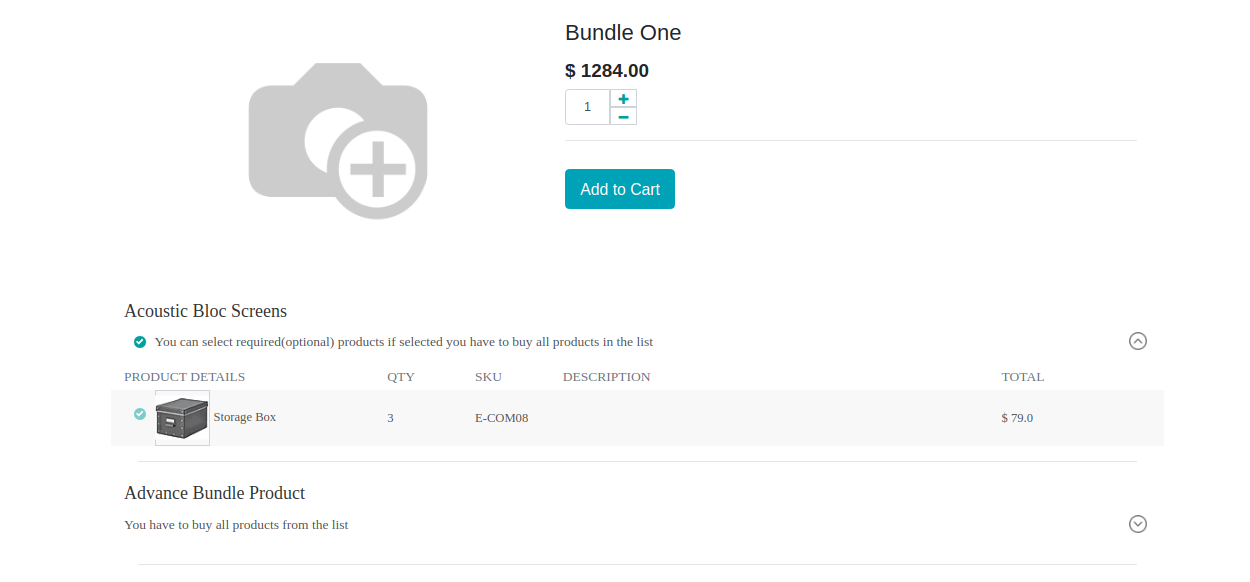 Bundle One
$ 1284.00
1
Add to Cart
Acoustic Bloc Screens
You can select required(optional) products if selected you have to buy all products in the list
PRODUCT DETAILS QTY SKU DESCRIPTION TOTAL
Storage Box 3 E-COM08 $ 79.0
Advance Bundle Product
You have to buy all products from the list